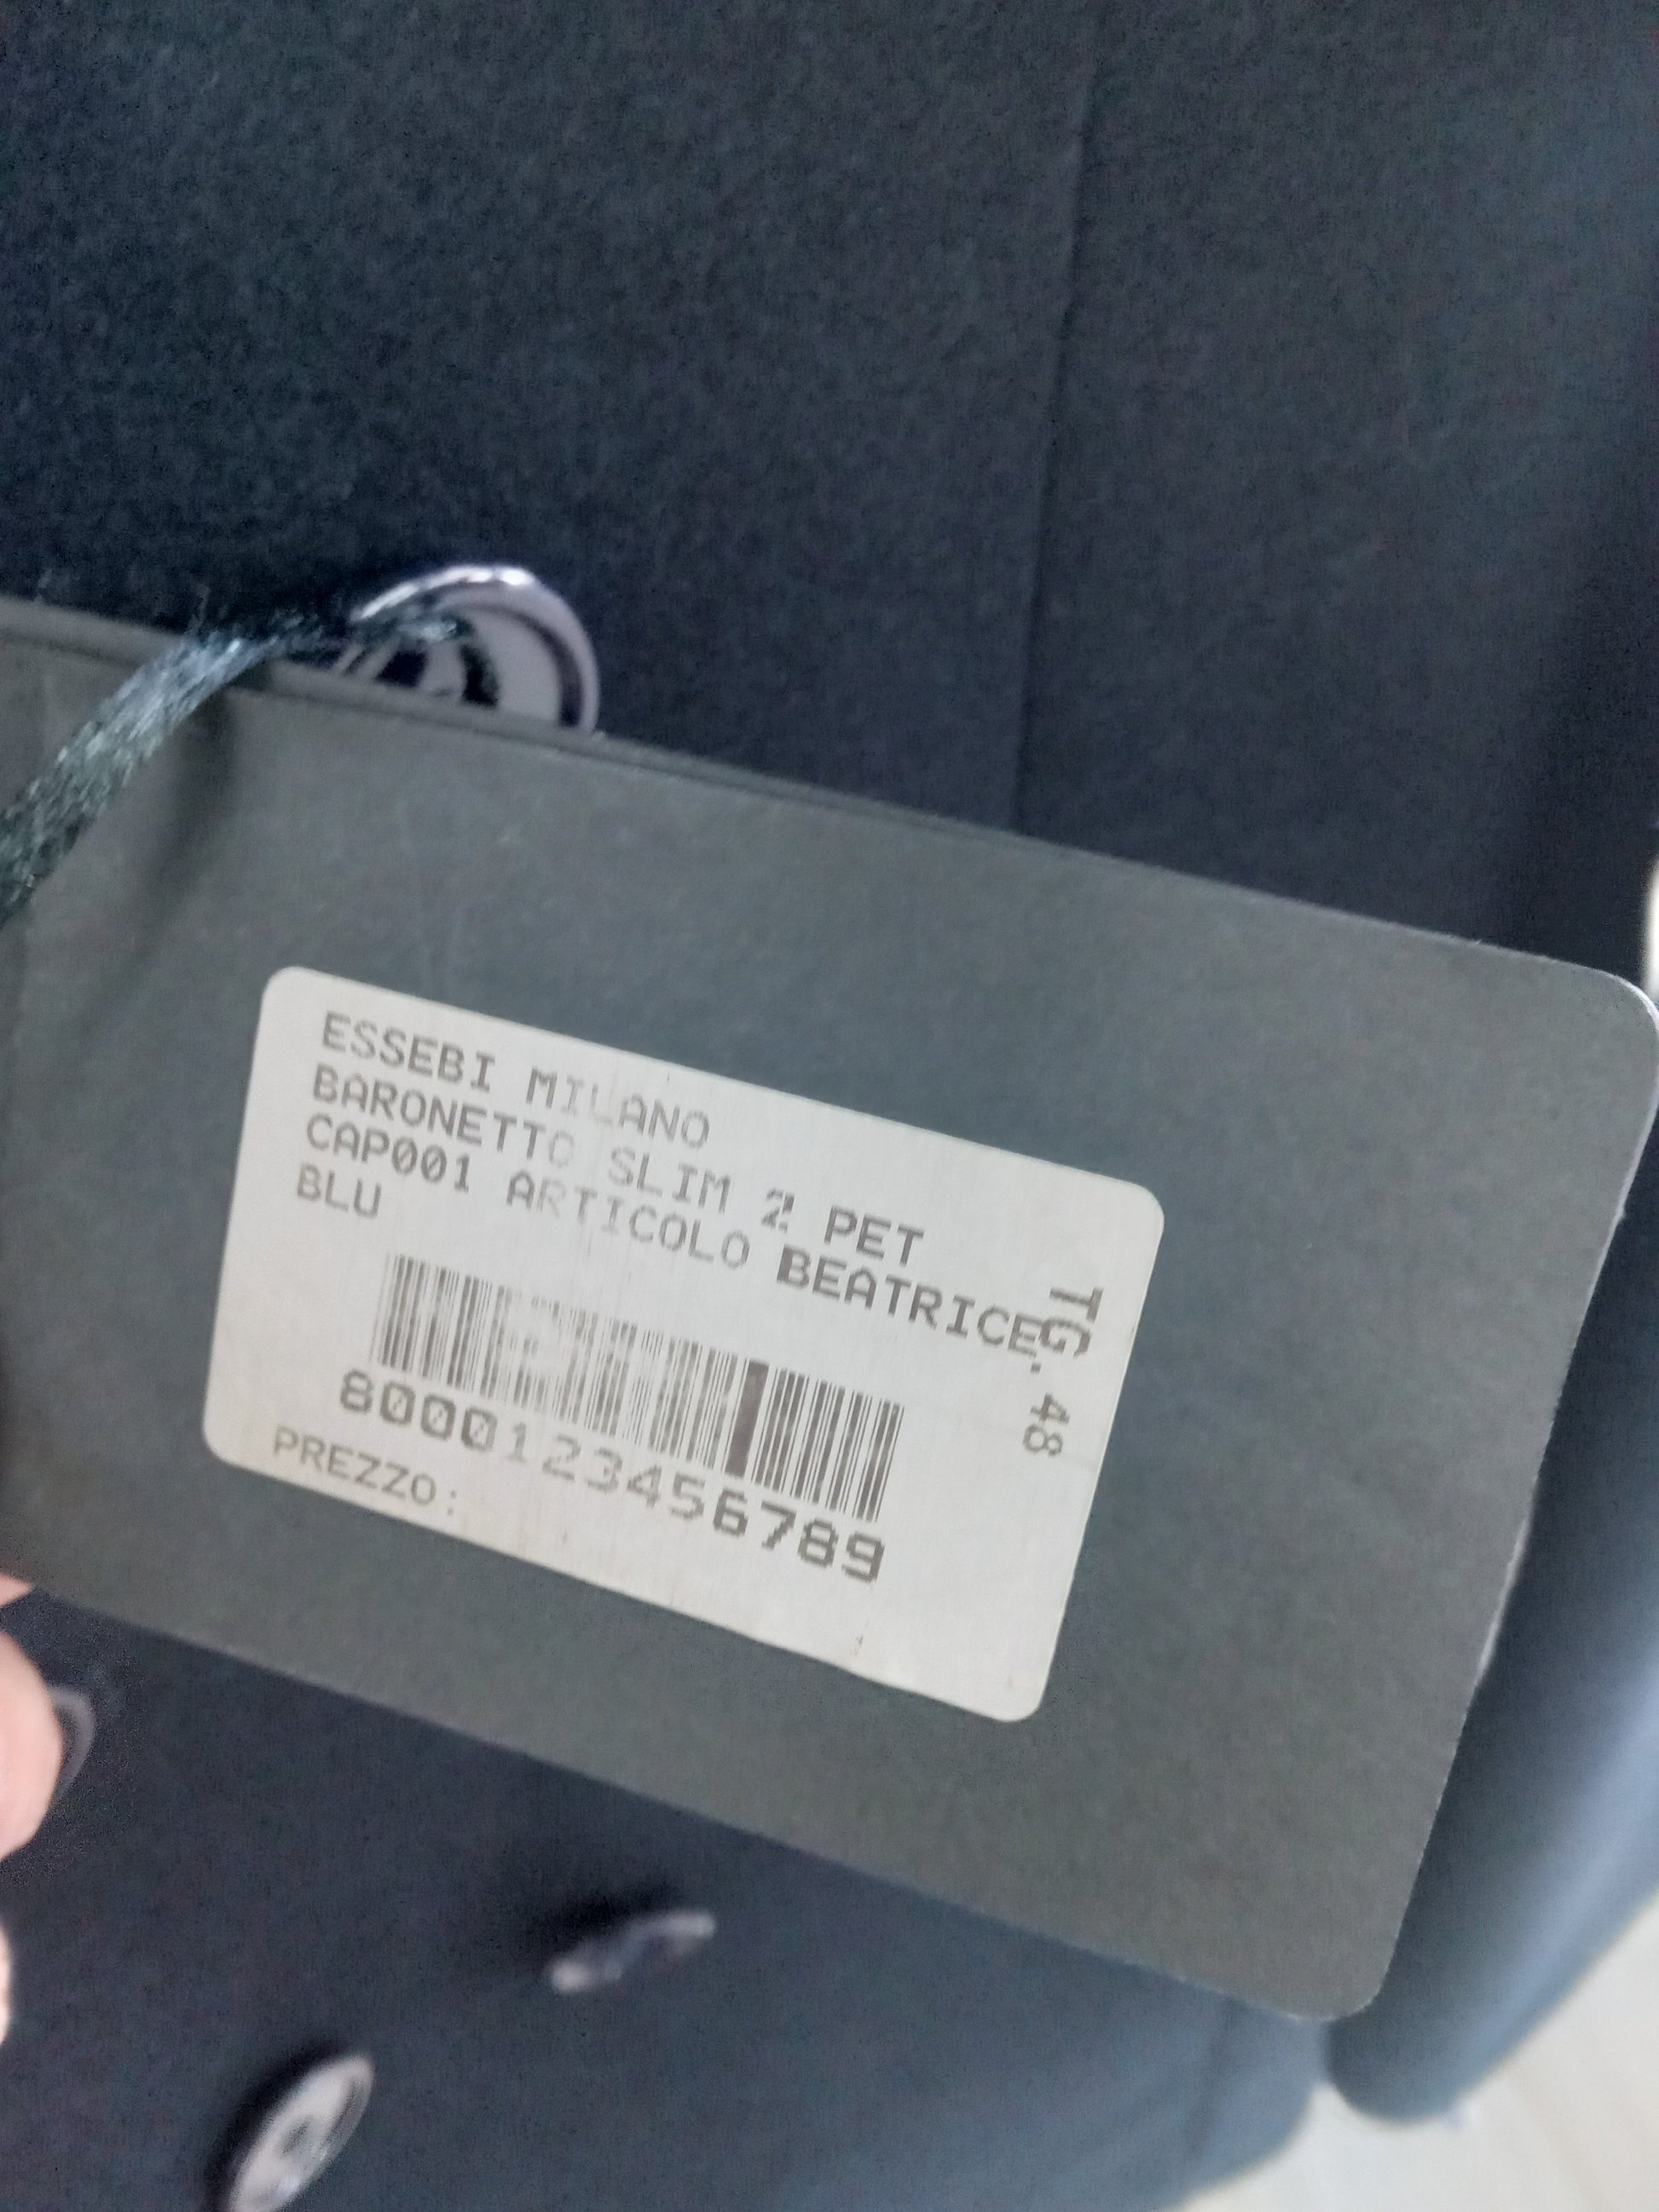 ESSEBI MILANO
BARONETTO SLIM 2 PET
CAP001 ARTICOLO BEATRICE
BLU
TG. 48
8000123456789
PREZZO: